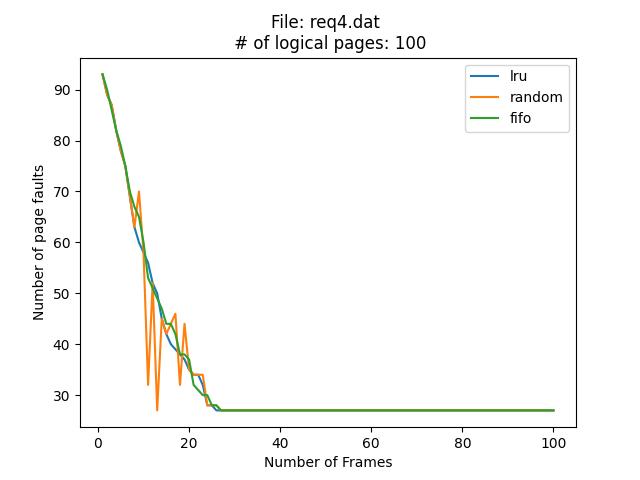 File: req4.dat
# of logical pages: 100
lru
random
fifo
90
80
70
60
50
40
30
Number of page faults
0 20 40 60 80 100
Number of Frames